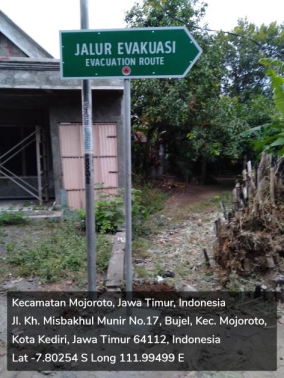 JALUR EVAKUASI
EVACUATION ROUTE
Kecamatan Mojoroto, Jawa Timur, Indonesia
Jl. Kh. Misbakhul Munir No.17, Bujel, Kec. Mojoroto,
Kota Kediri, Jawa Timur 64112, Indonesia
Lat -7.80254 S Long 111.99499 E